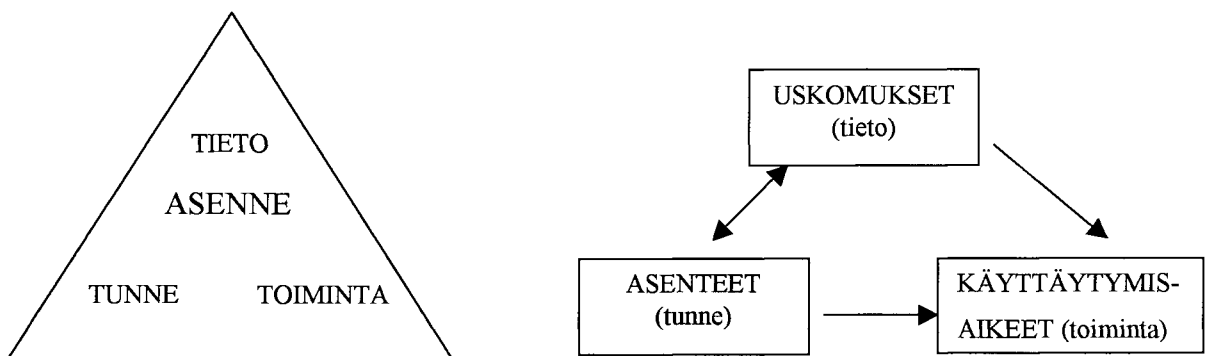 TIETO
ASENNE
TUNNE
TOIMINTA
USKOMUKSET
(tieto)
ASENTEET
(tunne)
KÄYTTÄYTYMIS-
AIKEET (toiminta)